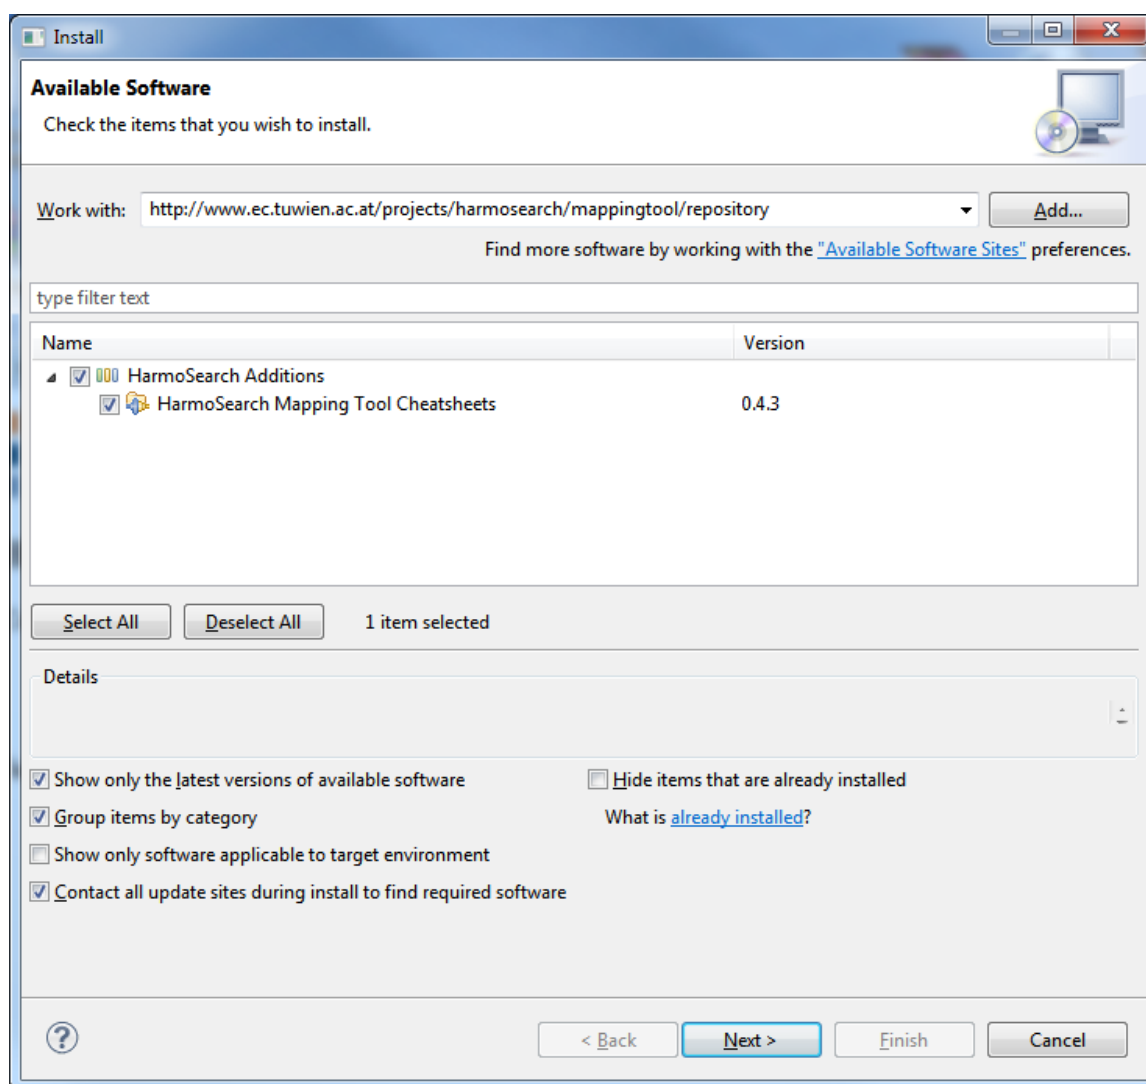 Install
Available Software
Check the items that you wish to install.
Work with: http://www.ec.tuwien.ac.at/projects/harmosearch/mappingtool/repository Add...
Find more software by working with the "Available Software Sites" preferences.
type filter text
Name Version
HarmoSearch Additions
HarmoSearch Mapping Tool Cheatsheets 0.4.3
Select All Deselect All 1 item selected
Details
Show only the latest versions of available software Hide items that are already installed
Group items by category What is already installed?
Show only software applicable to target environment
Contact all update sites during install to find required software
? < Back Next > Finish Cancel